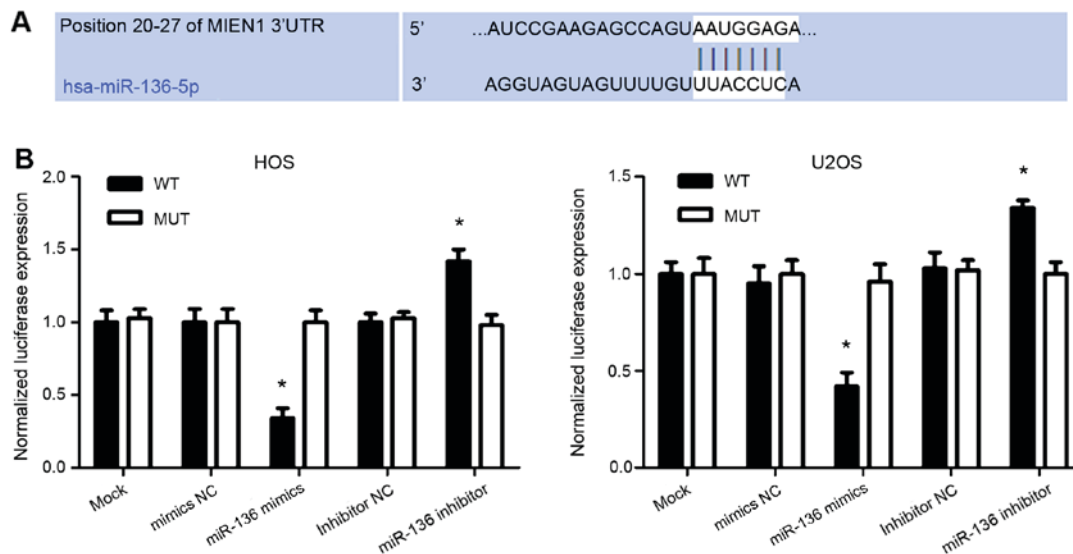 A
Position 20-27 of MIEN1 3'UTR 5' ...AUCCGAAGAGCCAGUAAUGGAGA...
hsa-miR-136-5p 3' AGGUAGUAGUUUUGUUUACCUCA
B
HOS
WT
MUT
Normalized luciferase expression
2.0
1.5
1.0
0.5
0.0
*
*
Mock
mimics NC
miR-136 mimics
Inhibitor NC
miR-136 inhibitor
U2OS
WT
MUT
Normalized luciferase expression
1.5
1.0
0.5
0.0
*
*
Mock
mimics NC
miR-136 mimics
Inhibitor NC
miR-136 inhibitor